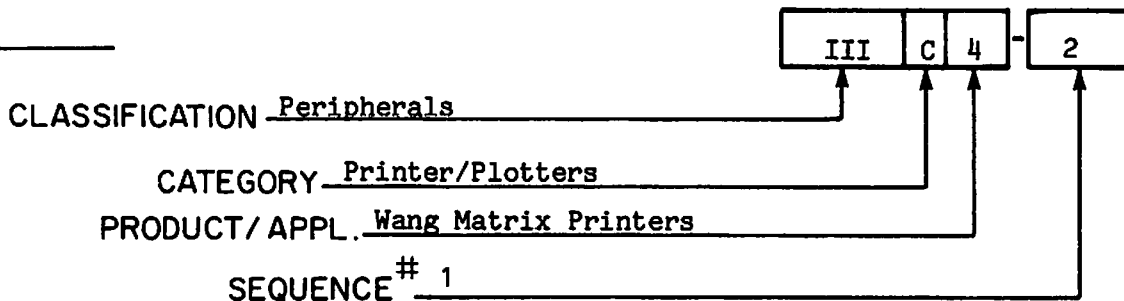 III C 4 - 2
CLASSIFICATION Peripherals
CATEGORY Printer/Plotters
PRODUCT/APPL. Wang Matrix Printers
SEQUENCE # 1